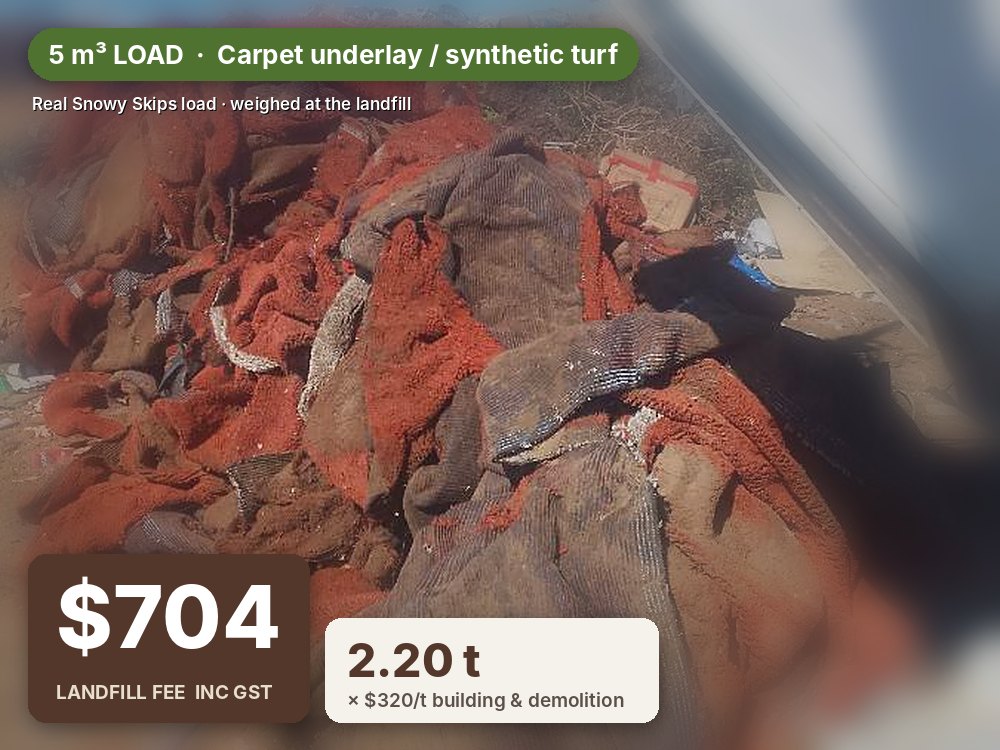 5 m³ LOAD · Carpet underlay / synthetic turf
Real Snowy Skips load · weighed at the landfill
$704
LANDFILL FEE INC GST
2.20 t
× $320/t building & demolition